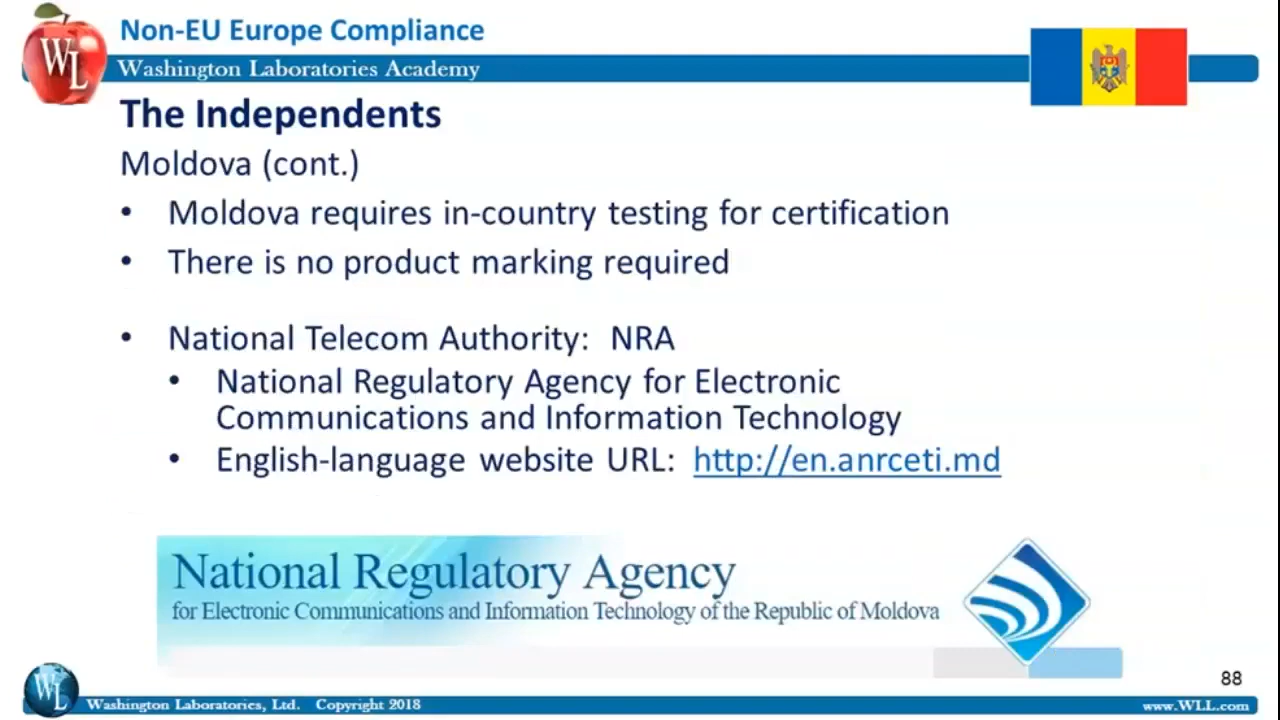 Non-EU Europe Compliance
WL
Washington Laboratories Academy
The Independents
Moldova (cont.)
• Moldova requires in-country testing for certification
• There is no product marking required
• National Telecom Authority: NRA
• National Regulatory Agency for Electronic
Communications and Information Technology
• English-language website URL: http://en.anrceti.md
National Regulatory Agency
for Electronic Communications and Information Technology of the Republic of Moldova
88
WL
Washington Laboratories, Ltd. Copyright 2018
www.WLL.com